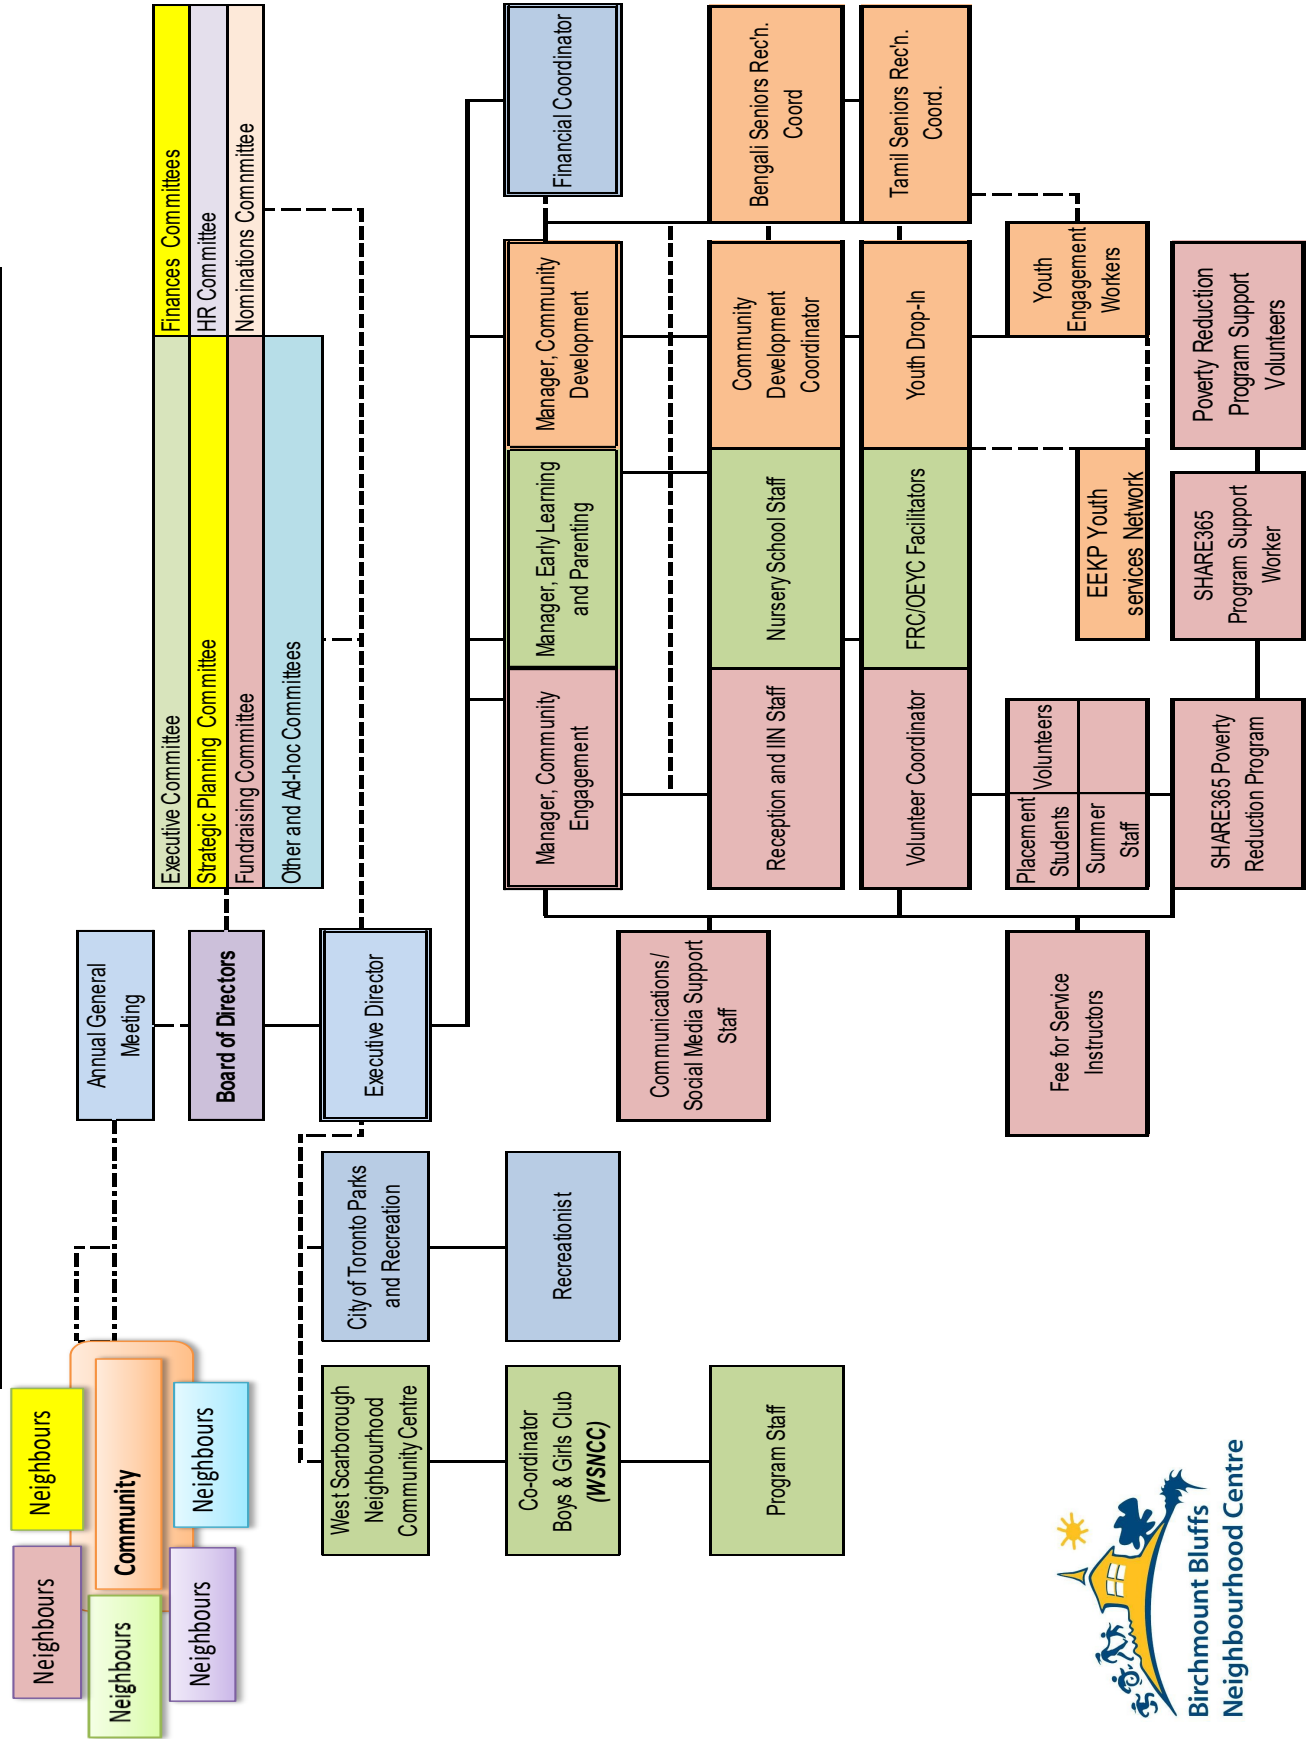 Neighbours
Neighbours
Community
Neighbours
Neighbours
Neighbours
Annual General
Meeting
Board of Directors
Executive Committee
Finances Committees
Strategic Planning Committee
HR Committee
Fundraising Committee
Nominations Comnmittee
Other and Ad-hoc Committees
Executive Director
West Scarborough
Neighbourhood
Community Centre
City of Toronto Parks
and Recreation
Co-ordinator
Boys & Girls Club
(WSNCC)
Recreationist
Program Staff
Manager, Community
Engagement
Manager, Early Learning
and Parenting
Manager, Community
Development
Financial Coordinator
Communications/
Social Media Support
Staff
Reception and IIN Staff
Nursery School Staff
Community
Development
Coordinator
Bengali Seniors Rec'n.
Coord
Volunteer Coordinator
FRC/OEYC Facilitators
Youth Drop-In
Tamil Seniors Rec'n.
Coord.
Fee for Service
Instructors
Placement
Students
Volunteers
Summer
Staff
EEKP Youth
services Network
Youth
Engagement
Workers
SHARE365 Poverty
Reduction Program
SHARE365
Program Support
Worker
Poverty Reduction
Program Support
Volunteers
Birchmount Bluffs
Neighbourhood Centre